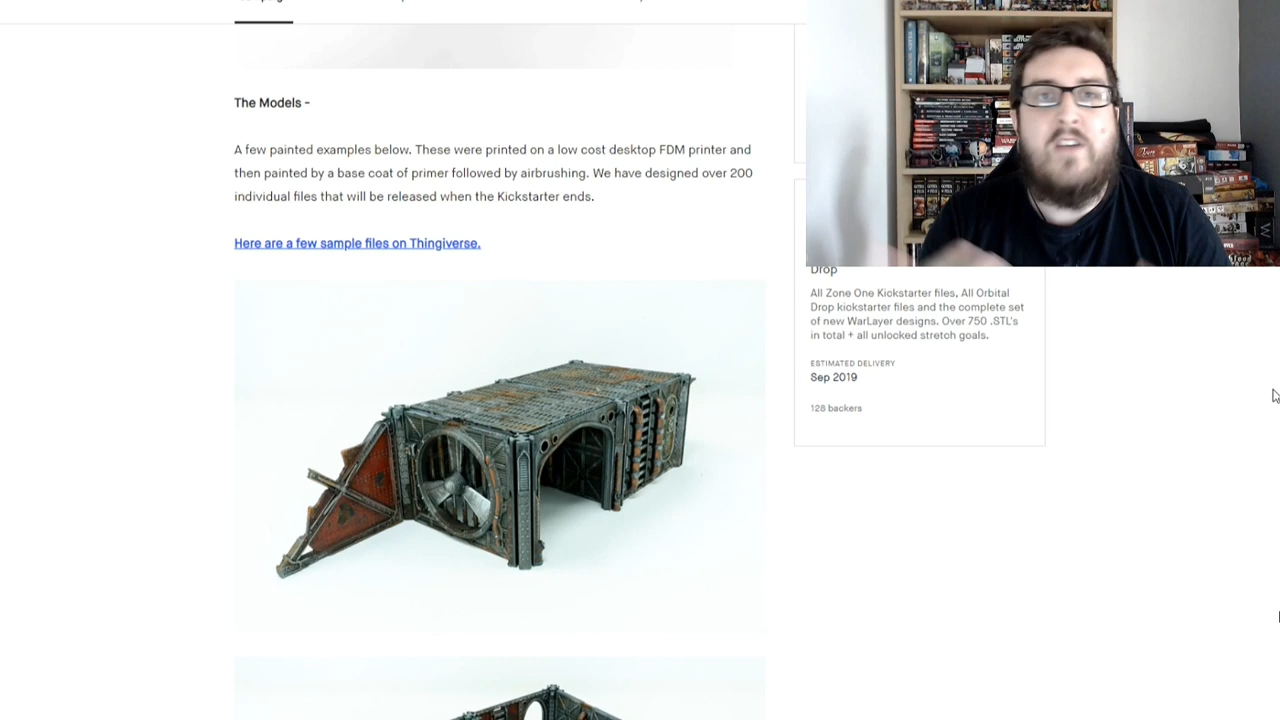 The Models -
A few painted examples below. These were printed on a low cost desktop FDM printer and
then painted by a base coat of primer followed by airbrushing. We have designed over 200
individual files that will be released when the Kickstarter ends.
Here are a few sample files on Thingiverse.
Drop
All Zone One Kickstarter files, All Orbital
Drop kickstarter files and the complete set
of new WarLayer designs. Over 750 .STL's
in total + all unlocked stretch goals.
ESTIMATED DELIVERY
Sep 2019
128 backers